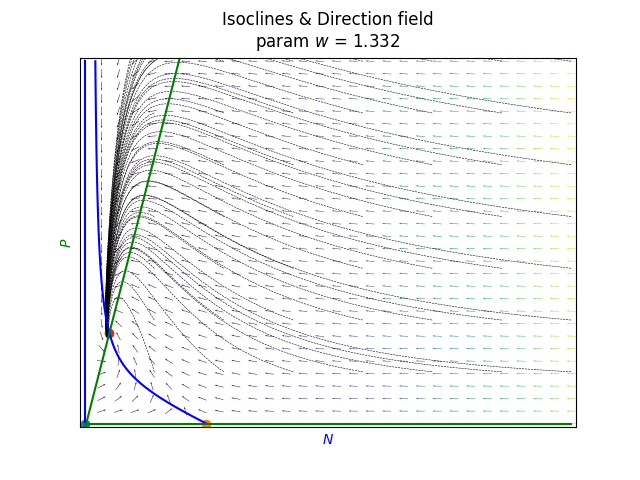 Isoclines & Direction field
param w = 1.332
P
N